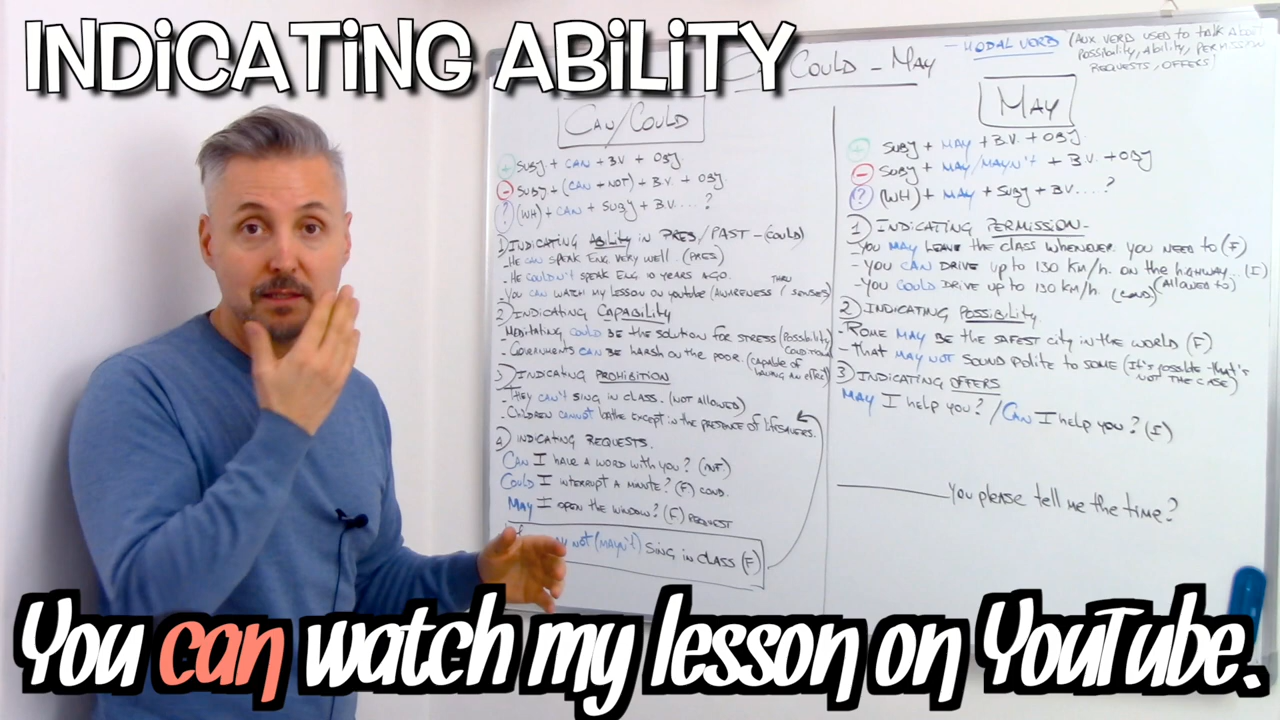 INDICATING ABILITY
COULD - MAY
- MODAL VERB (AUX. VERB USED TO TALK ABOUT
POSSIBILITY, ABILITY, PERMISSION
REQUESTS, OFFERS)
CAN/COULD
+ SUBJ + CAN + B.V. + OBJ.
- SUBJ + (CAN + NOT) + B.V. + OBJ
? (WH) + CAN + SUBJ + B.V. ... ?
1) INDICATING ABILITY IN PRES/PAST - (COULD)
- HE CAN SPEAK ENG VERY WELL. (PRES)
- HE COULDN'T SPEAK ENG 10 YEARS AGO.
- YOU CAN WATCH MY LESSON ON YOUTUBE (AWARENESS THRU SENSES)
2) INDICATING CAPABILITY
- MEDITATING COULD BE THE SOLUTION FOR STRESS (POSSIBILITY
- GOVERNMENTS CAN BE HARSH ON THE POOR (CAPABLE OF
HAVING AN EFFECT)
3) INDICATING PROHIBITION
- THEY CAN'T SING IN CLASS. (NOT ALLOWED)
- CHILDREN CANNOT BATHE EXCEPT IN THE PRESENCE OF LIFESAVERS.
4) INDICATING REQUESTS.
CAN I HAVE A WORD WITH YOU? (INF)
COULD I INTERRUPT A MINUTE? (F) COND.
MAY I OPEN THE WINDOW? (F) REQUEST
NOT (MAYN'T) SING IN CLASS (F)
MAY
+ SUBJ + MAY + B.V. + OBJ
- SUBJ + MAY/MAYN'T + B.V. + OBJ
? (WH) + MAY + SUBJ + B.V. ... ?
1) INDICATING PERMISSION -
- YOU MAY LEAVE THE CLASS WHENEVER YOU NEED TO (F)
- YOU CAN DRIVE UP TO 130 KM/H. ON THE HIGHWAY.. (I)
- YOU COULD DRIVE UP TO 130 KM/H. (COND) (ALLOWED TO)
2) INDICATING POSSIBILITY
- ROME MAY BE THE SAFEST CITY IN THE WORLD (F)
- THAT MAY NOT SOUND POLITE TO SOME (IT'S POSSIBLE THAT'S
NOT THE CASE)
3) INDICATING OFFERS
MAY I HELP YOU? / CAN I HELP YOU? (I)
________ YOU PLEASE TELL ME THE TIME?
You can watch my lesson on YouTube.